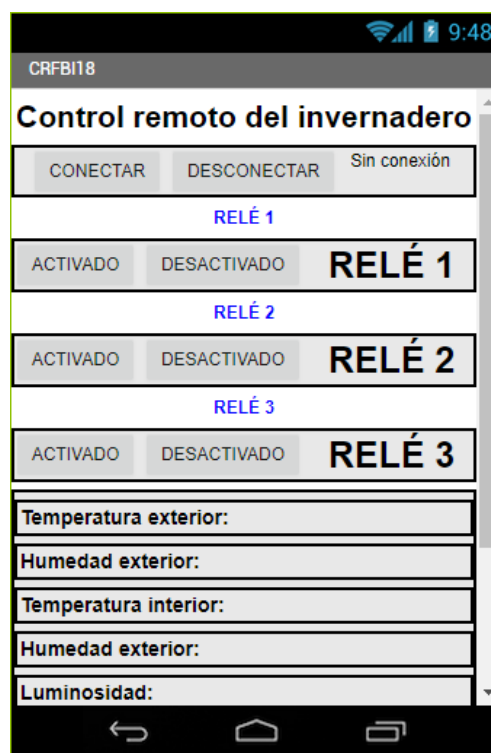 9:48
CRFBI18
Control remoto del invernadero
CONECTAR DESCONECTAR Sin conexión
RELÉ 1
ACTIVADO DESACTIVADO RELÉ 1
RELÉ 2
ACTIVADO DESACTIVADO RELÉ 2
RELÉ 3
ACTIVADO DESACTIVADO RELÉ 3
Temperatura exterior:
Humedad exterior:
Temperatura interior:
Humedad exterior:
Luminosidad: